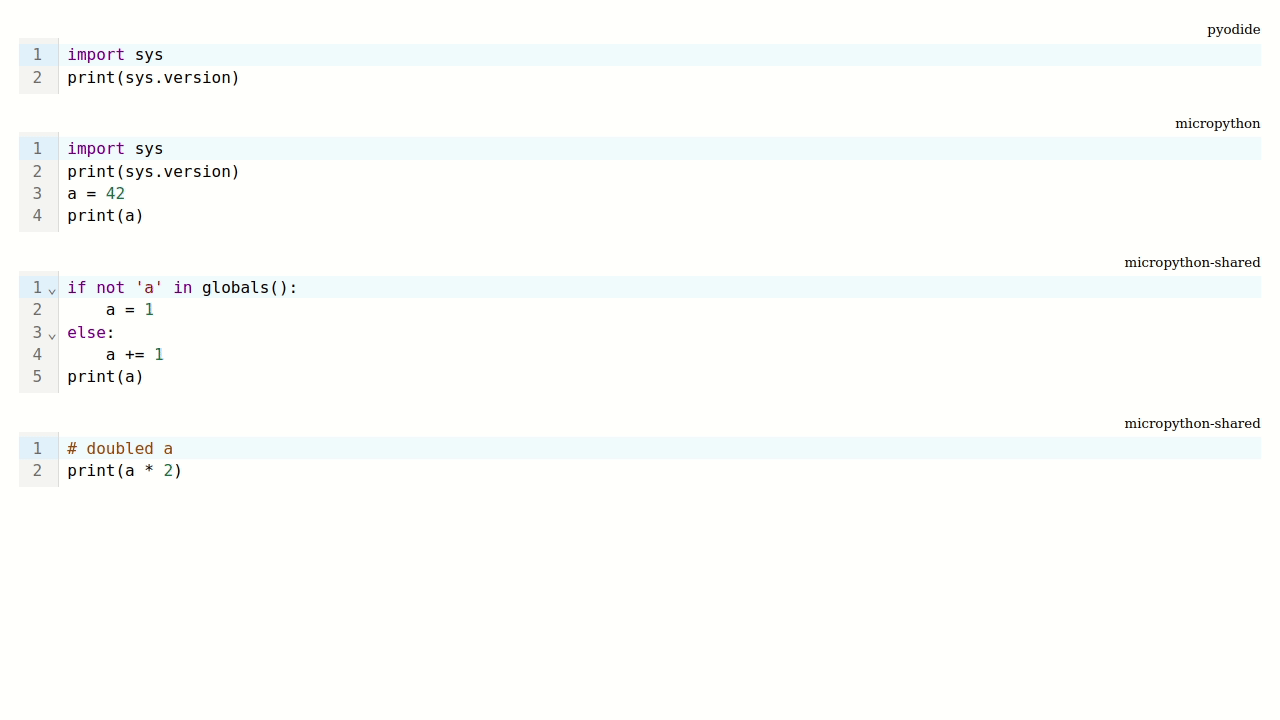 pyodide
1 import sys
2 print(sys.version)
micropython
1 import sys
2 print(sys.version)
3 a = 42
4 print(a)
micropython-shared
1 if not 'a' in globals():
2     a = 1
3 else:
4     a += 1
5 print(a)
micropython-shared
1 # doubled a
2 print(a * 2)